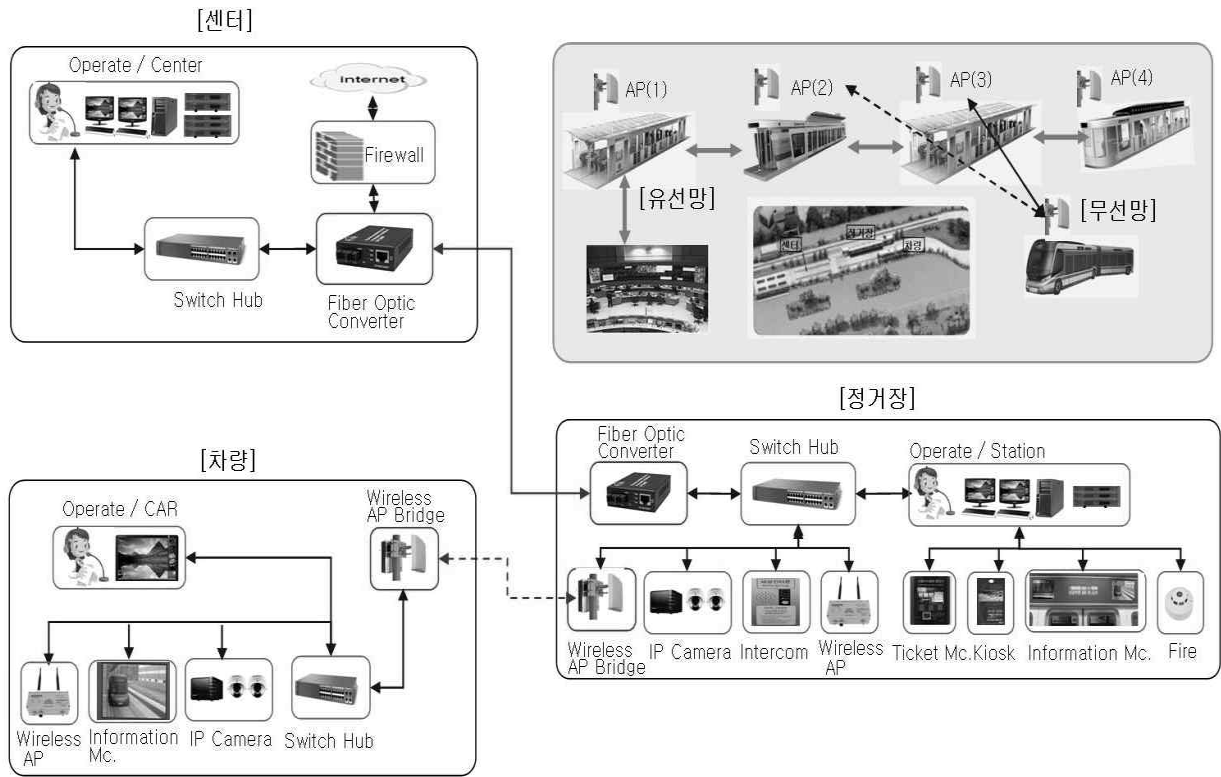 [센터]
Operate / Center
internet
Firewall
Switch Hub
Fiber Optic
Converter
AP(1)
AP(2)
AP(3)
AP(4)
[유선망]
[무선망]
센터
정거장
차량
[정거장]
Fiber Optic
Converter
Switch Hub
Operate / Station
Wireless
AP Bridge
IP Camera
Intercom
Wireless
AP
Ticket Mc.
Kiosk
Information Mc.
Fire
[차량]
Operate / CAR
Wireless
AP Bridge
Wireless
AP
Information
Mc.
IP Camera
Switch Hub